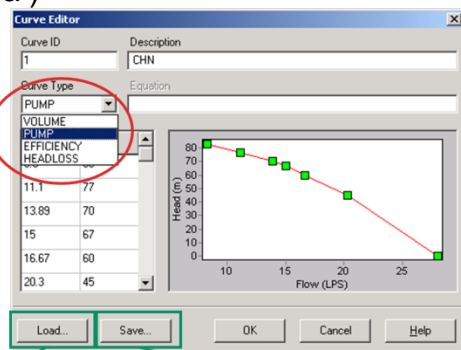 a )
Curve Editor
Curve ID
Description
1
CHN
Curve Type
Equation
PUMP
VOLUME
PUMP
EFFICIENCY
HEADLOSS
11.1 77
13.89 70
15 67
16.67 60
20.3 45
80
70
60
50
40
30
20
10
0
Head (m)
10 15 20 25
Flow (LPS)
Load... Save... OK Cancel Help